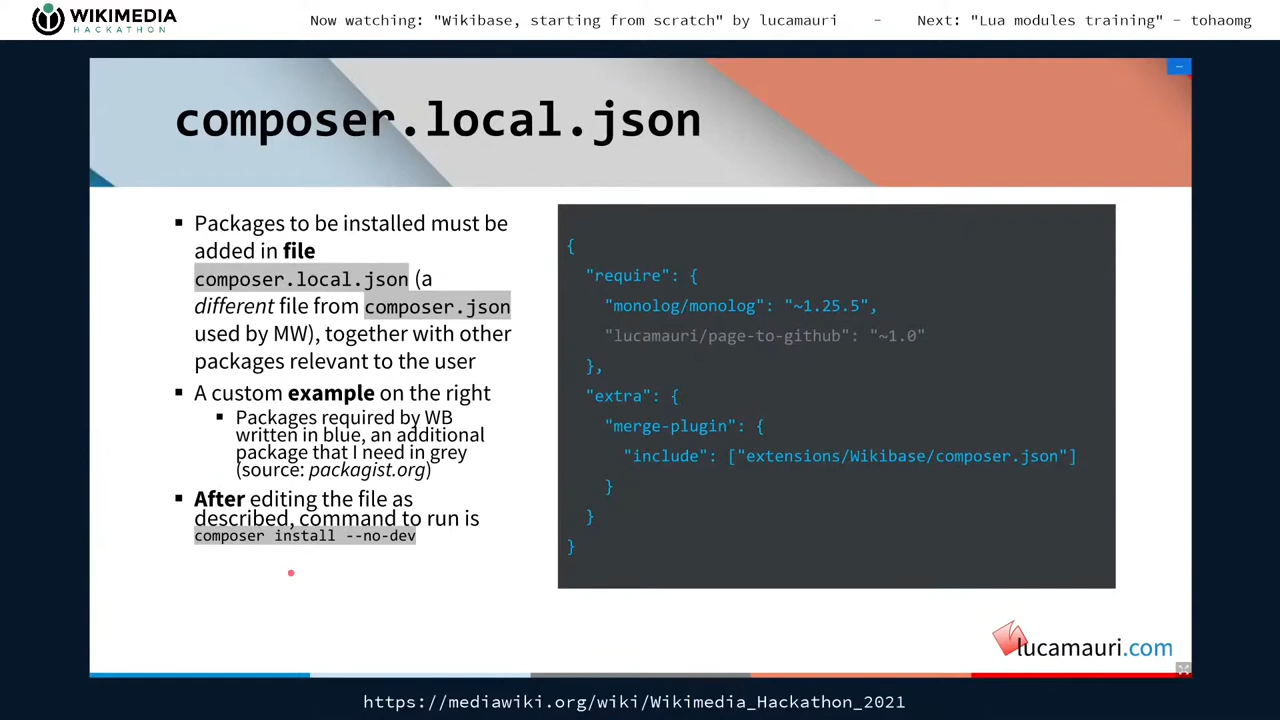 WIKIMEDIA
HACKATHON
Now watching: "Wikibase, starting from scratch" by lucamauri - Next: "Lua modules training" - tohaomg
composer.local.json
▪ Packages to be installed must be
added in file
composer.local.json (a
different file from composer.json
used by MW), together with other
packages relevant to the user
▪ A custom example on the right
▪ Packages required by WB
written in blue, an additional
package that I need in grey
(source: packagist.org)
▪ After editing the file as
described, command to run is
composer install --no-dev
{
"require": {
"monolog/monolog": "~1.25.5",
"lucamauri/page-to-github": "~1.0"
},
"extra": {
"merge-plugin": {
"include": ["extensions/Wikibase/composer.json"]
}
}
}
lucamauri.com
https://mediawiki.org/wiki/Wikimedia_Hackathon_2021